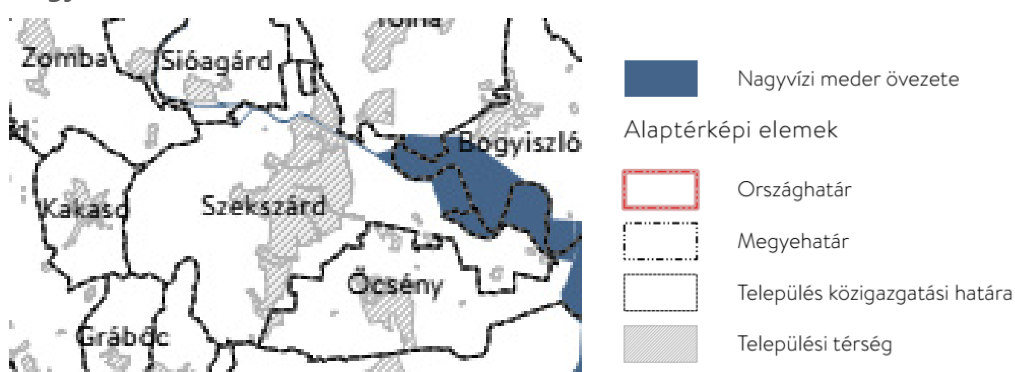 Tolna
Zomba
Sióagárd
Bogyiszló
Kakasd
Szekszárd
Őcsény
Grábóc
Nagyvízi meder övezete
Alaptérképi elemek
Országhatár
Megyehatár
Település közigazgatási határa
Települési térség